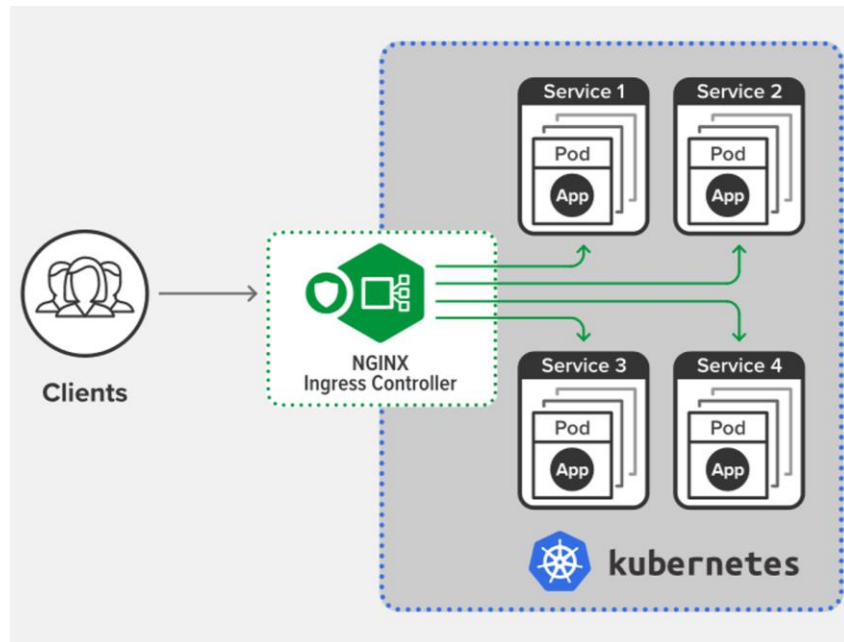 Clients
NGINX
Ingress Controller
Service 1
Pod
App
Service 2
Pod
App
Service 3
Pod
App
Service 4
Pod
App
kubernetes